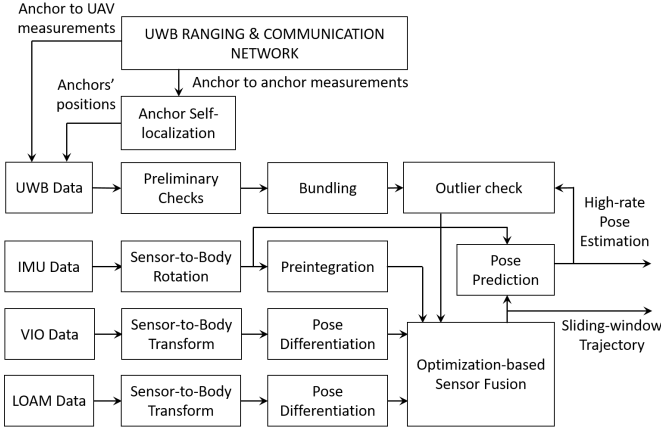 Anchor to UAV
measurements
UWB RANGING & COMMUNICATION
NETWORK
Anchor to anchor measurements
Anchors'
positions
Anchor Self-
localization
UWB Data
Preliminary
Checks
Bundling
Outlier check
High-rate
Pose
Estimation
IMU Data
Sensor-to-Body
Rotation
Preintegration
Pose
Prediction
VIO Data
Sensor-to-Body
Transform
Pose
Differentiation
Sliding-window
Trajectory
Optimization-based
Sensor Fusion
LOAM Data
Sensor-to-Body
Transform
Pose
Differentiation